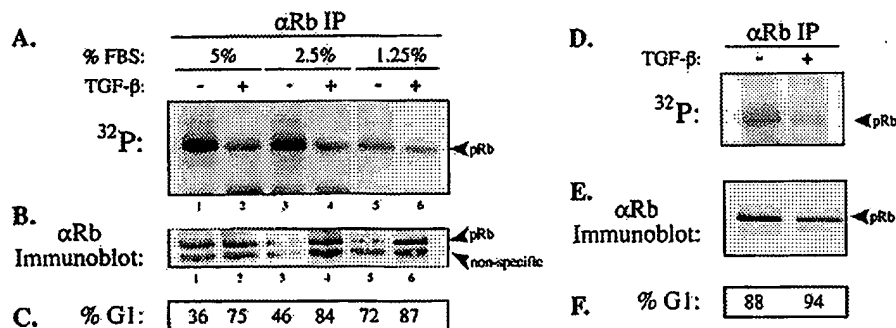 A.
αRb IP
% FBS: 5% 2.5% 1.25%
TGF-β: - + - + - +
32P:
pRb
1 2 3 4 5 6
B.
αRb
Immunoblot:
pRb
non-specific
1 2 3 4 5 6
C. % G1: 36 75 46 84 72 87
D.
αRb IP
TGF-β: - +
32P:
pRb
E.
αRb
Immunoblot:
pRb
F. % G1: 88 94